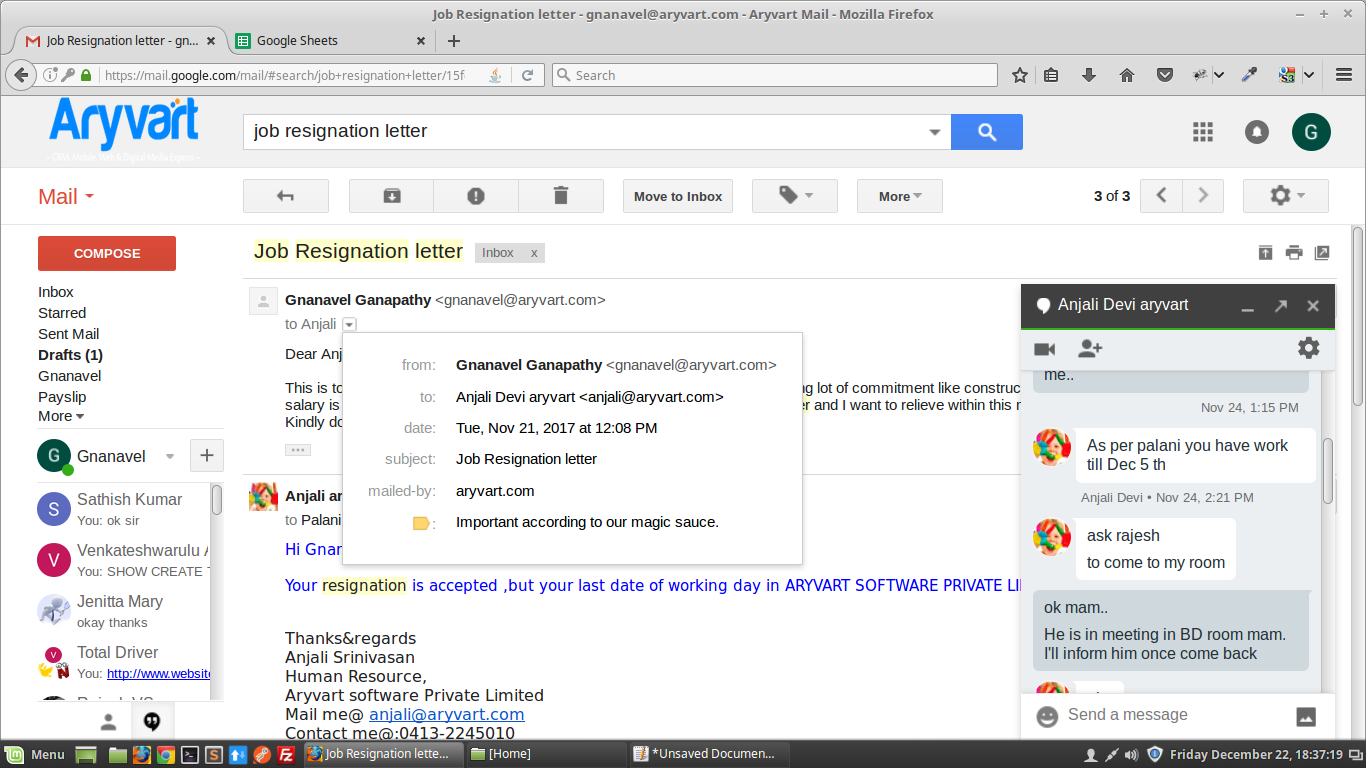 Job Resignation letter - gnanavel@aryvart.com - Aryvart Mail - Mozilla Firefox
Job Resignation letter - gn...
Google Sheets
https://mail.google.com/mail/#search/job+resignation+letter/15f
Search
Aryvart
job resignation letter
G
Mail
Move to Inbox
More
3 of 3
COMPOSE
Job Resignation letter
Inbox x
Inbox
Starred
Sent Mail
Drafts (1)
Gnanavel
Payslip
More
G Gnanavel
S Sathish Kumar
You: ok sir
V Venkateshwarulu
You: SHOW CREATE
Jenitta Mary
okay thanks
V Total Driver
You: http://www.website
Gnanavel Ganapathy <gnanavel@aryvart.com>
to Anjali
Dear Anj
This is to
ng lot of commitment like construc
salary is
er and I want to relieve within this
Kindly do
from: Gnanavel Ganapathy <gnanavel@aryvart.com>
to: Anjali Devi aryvart <anjali@aryvart.com>
date: Tue, Nov 21, 2017 at 12:08 PM
subject: Job Resignation letter
mailed-by: aryvart.com
: Important according to our magic sauce.
Anjali ar
to Palani
Hi Gnan
Your resignation is accepted ,but your last date of working day in ARYVART SOFTWARE PRIVATE LI
Thanks&regards
Anjali Srinivasan
Human Resource,
Aryvart software Private Limited
Mail me@ anjali@aryvart.com
Contact me@:0413-2245010
Anjali Devi aryvart
me..
Nov 24, 1:15 PM
As per palani you have work
till Dec 5 th
Anjali Devi • Nov 24, 2:21 PM
ask rajesh
to come to my room
ok mam..
He is in meeting in BD room mam.
I'll inform him once come back
Send a message
Menu
Job Resignation lette...
[Home]
*Unsaved Documen...
Friday December 22, 18:37:19